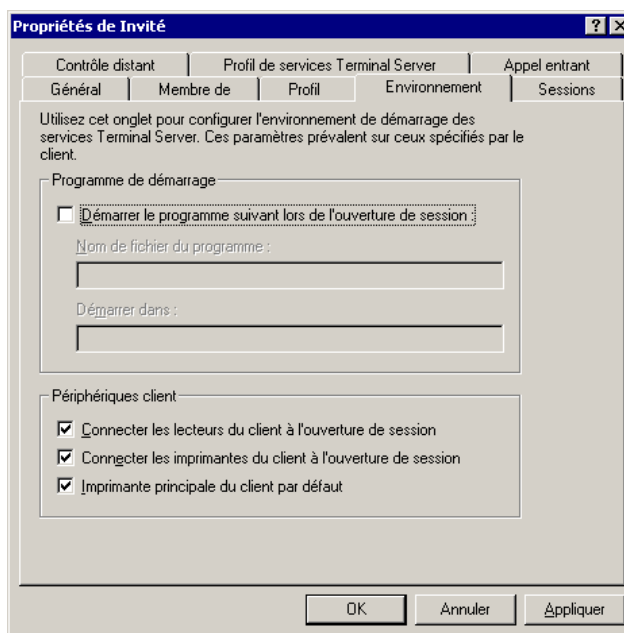 Propriétés de Invité
Contrôle distant Profil de services Terminal Server Appel entrant
Général Membre de Profil Environnement Sessions
Utilisez cet onglet pour configurer l'environnement de démarrage des
services Terminal Server. Ces paramètres prévalent sur ceux spécifiés par le
client.
Programme de démarrage
Démarrer le programme suivant lors de l'ouverture de session :
Nom de fichier du programme :
Démarrer dans :
Périphériques client
Connecter les lecteurs du client à l'ouverture de session
Connecter les imprimantes du client à l'ouverture de session
Imprimante principale du client par défaut
OK Annuler Appliquer